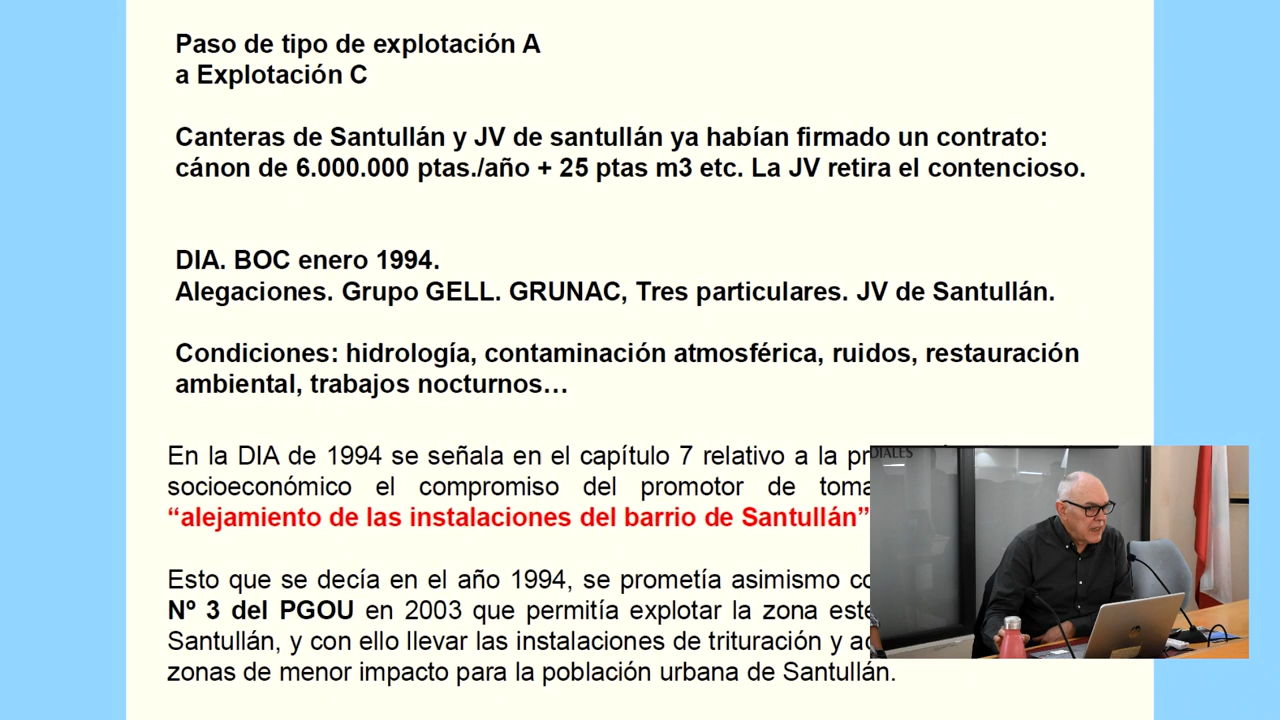 Paso de tipo de explotación A
a Explotación C
Canteras de Santullán y JV de santullán ya habían firmado un contrato:
cánon de 6.000.000 ptas./año + 25 ptas m3 etc. La JV retira el contencioso.
DIA. BOC enero 1994.
Alegaciones. Grupo GELL. GRUNAC, Tres particulares. JV de Santullán.
Condiciones: hidrología, contaminación atmosférica, ruidos, restauración
ambiental, trabajos nocturnos…
En la DIA de 1994 se señala en el capítulo 7 relativo a la
socioeconómico el compromiso del promotor de
“alejamiento de las instalaciones del barrio de Santullán”
Esto que se decía en el año 1994, se prometía asimismo
Nº 3 del PGOU en 2003 que permitía explotar la zona este
Santullán, y con ello llevar las instalaciones de trituración y
zonas de menor impacto para la población urbana de Santullán.
DIALES